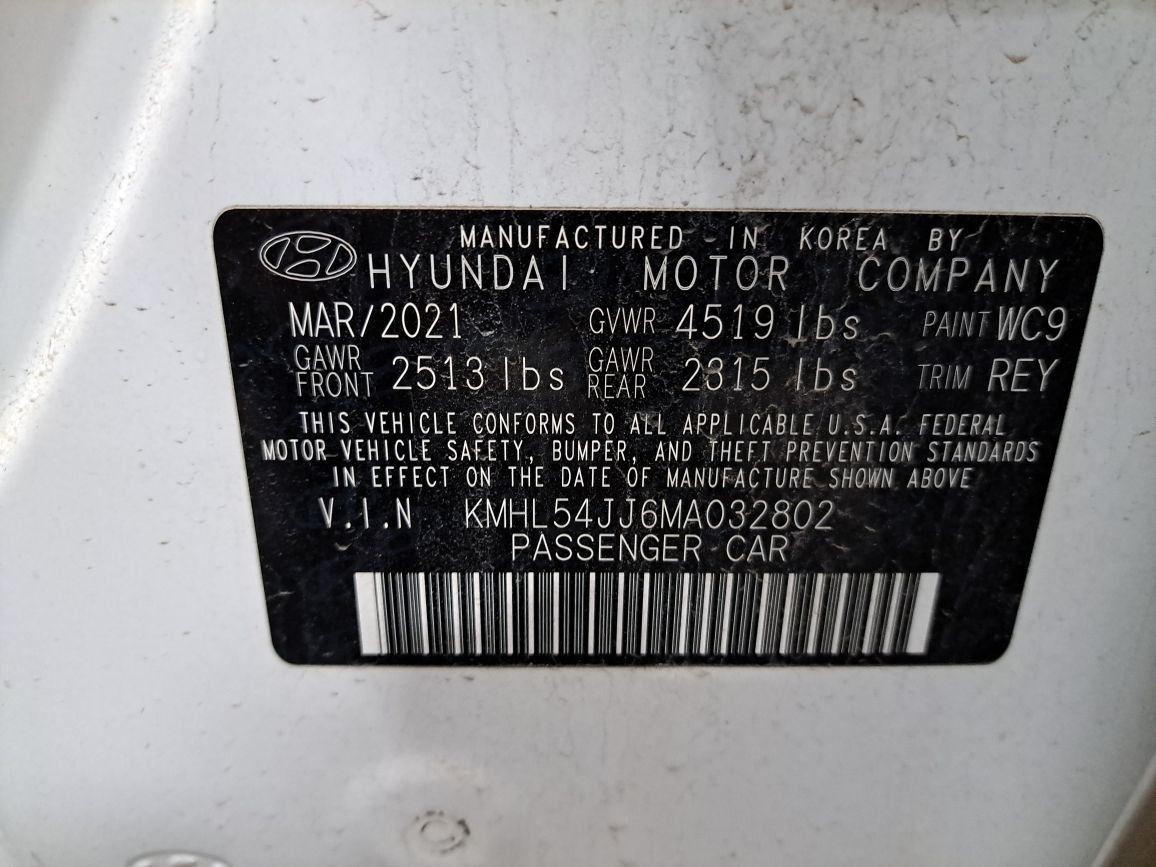 MANUFACTURED IN KOREA BY
HYUNDAI MOTOR COMPANY
MAR/2021 GVWR 4519 lbs PAINT WC9
GAWR FRONT 2513 lbs GAWR REAR 2315 lbs TRIM REY
THIS VEHICLE CONFORMS TO ALL APPLICABLE U.S.A. FEDERAL
MOTOR VEHICLE SAFETY, BUMPER, AND THEFT PREVENTION STANDARDS
IN EFFECT ON THE DATE OF MANUFACTURE SHOWN ABOVE
V.I.N KMHL54JJ6MA032802
PASSENGER CAR